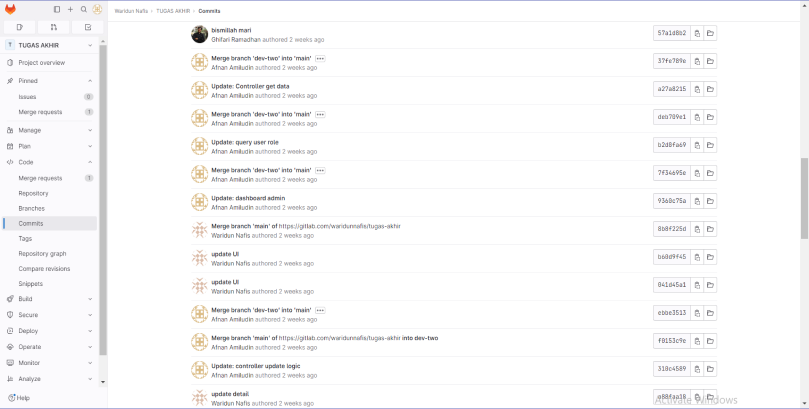 Waridun Nafis > TUGAS AKHIR > Commits
T TUGAS AKHIR
Project overview
Pinned
Issues 0
Merge requests 1
Manage
Plan
Code
Merge requests 1
Repository
Branches
Commits
Tags
Repository graph
Compare revisions
Snippets
Build
Secure
Deploy
Operate
Monitor
Analyze
Help
bismillah mari
Ghifari Ramadhan authored 2 weeks ago
57a1d8b2
Merge branch 'dev-two' into 'main'
Afnan Amiludin authored 2 weeks ago
37fe789e
Update: Controller get data
Afnan Amiludin authored 2 weeks ago
a27a8215
Merge branch 'dev-two' into 'main'
Afnan Amiludin authored 2 weeks ago
deb709e1
Update: query user role
Afnan Amiludin authored 2 weeks ago
b2d8fa69
Merge branch 'dev-two' into 'main'
Afnan Amiludin authored 2 weeks ago
7f34695e
Update: dashboard admin
Afnan Amiludin authored 2 weeks ago
9360c75a
Merge branch 'main' of https://gitlab.com/waridunnafis/tugas-akhir
Waridun Nafis authored 2 weeks ago
8b8f225d
update UI
Waridun Nafis authored 2 weeks ago
b60d9f45
update UI
Waridun Nafis authored 2 weeks ago
041d45a1
Merge branch 'dev-two' into 'main'
Afnan Amiludin authored 2 weeks ago
ebbe3513
Merge branch 'main' of https://gitlab.com/waridunnafis/tugas-akhir into dev-two
Afnan Amiludin authored 2 weeks ago
f0153c9e
Update: controller update logic
Afnan Amiludin authored 2 weeks ago
310c4589
update detail
Waridun Nafis authored 2 weeks ago
Activate Windows